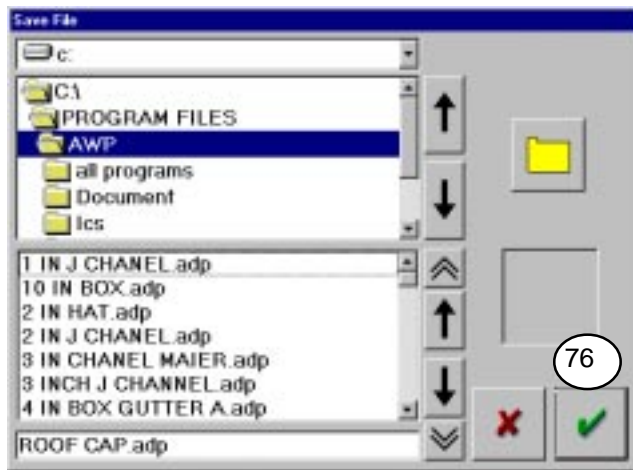 Save File
c:
C:\
PROGRAM FILES
AWP
all programs
Document
Ics
1 IN J CHANEL.adp
10 IN BOX.adp
2 IN HAT.adp
2 IN J CHANEL.adp
3 IN CHANEL MAIER.adp
3 INCH J CHANNEL.adp
4 IN BOX GUTTER A.adp
76
ROOF CAP.adp